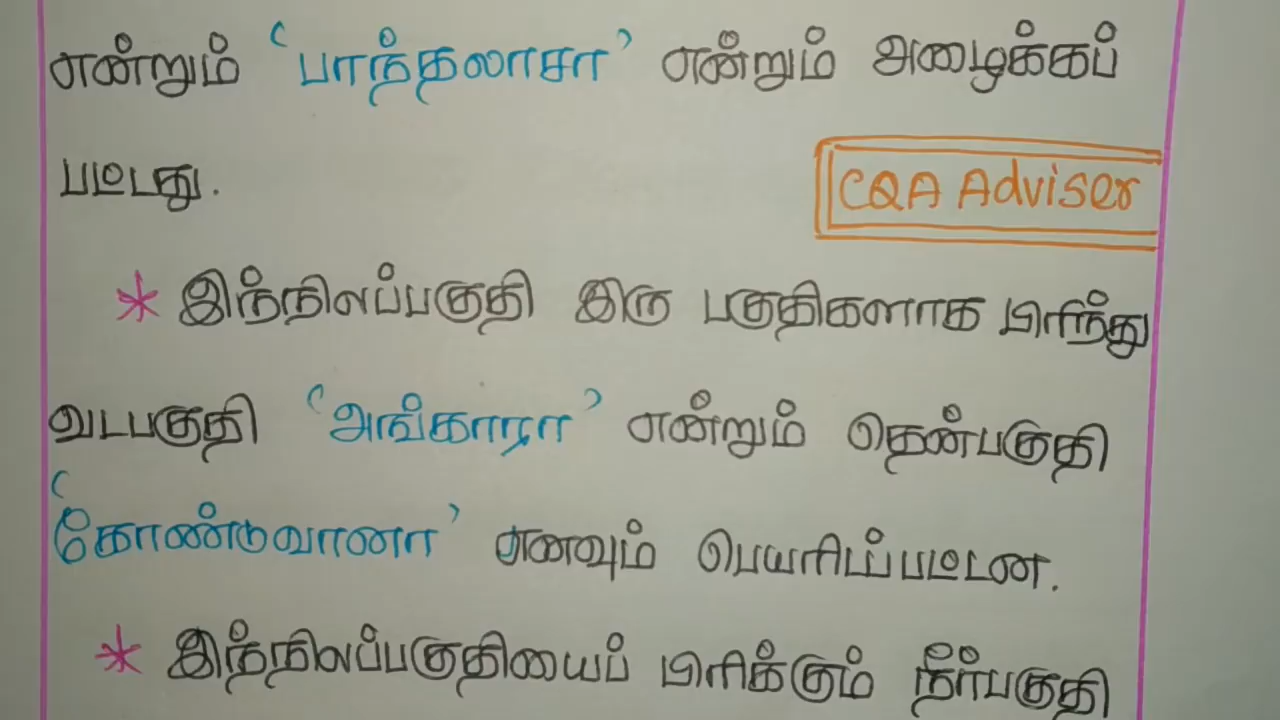 என்றும் 'பாந்தலாசா' என்றும் அழைக்கப்
பட்டது.
CQA Adviser
* இந்நிலப்பகுதி இரு பகுதிகளாக பிரிந்து
வடபகுதி 'அங்காரா' என்றும் தென்பகுதி
'கோண்டுவானா' எனவும் பெயரிடப்பட்டன.
* இந்நிலப்பகுதியைப் பிரிக்கும் நீர்பகுதி